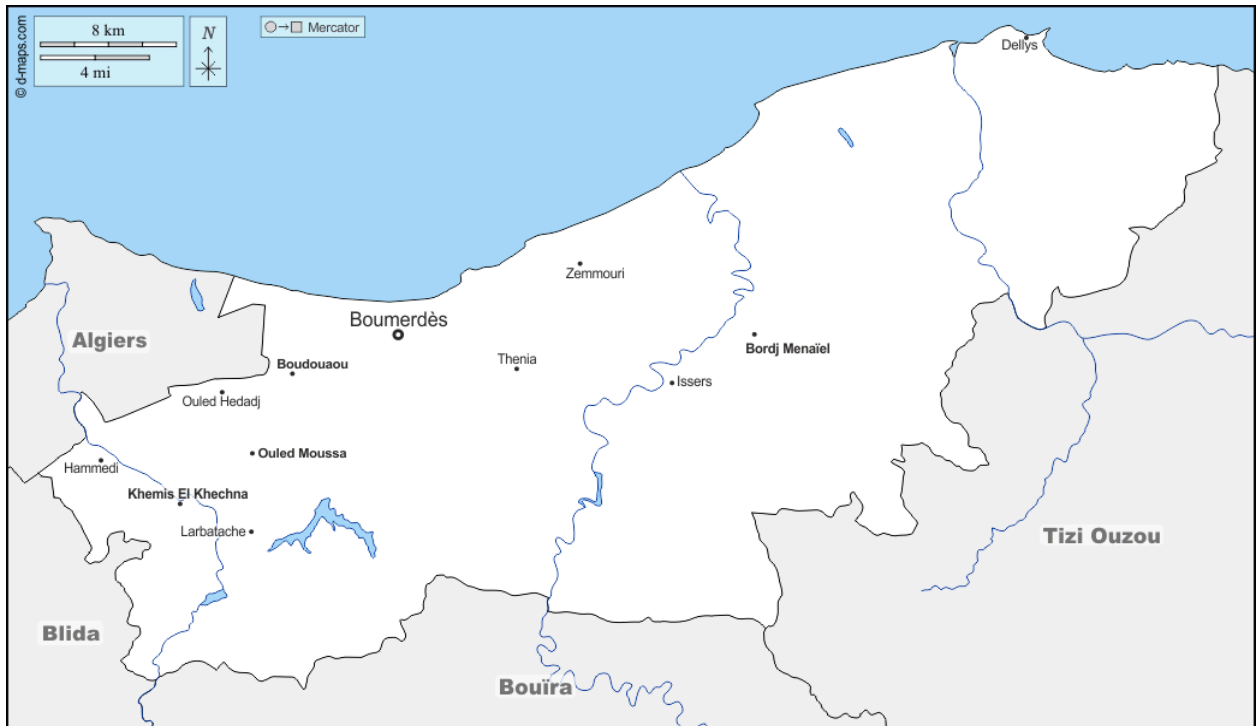 8 km
4 mi
N
Mercator
© d-maps.com
Dellys
Zemmouri
Boumerdès
Algiers
Bordj Menaïel
Thenia
Boudouaou
Issers
Ouled Hedadj
Ouled Moussa
Hammedi
Khemis El Khechna
Larbatache
Tizi Ouzou
Blida
Bouïra